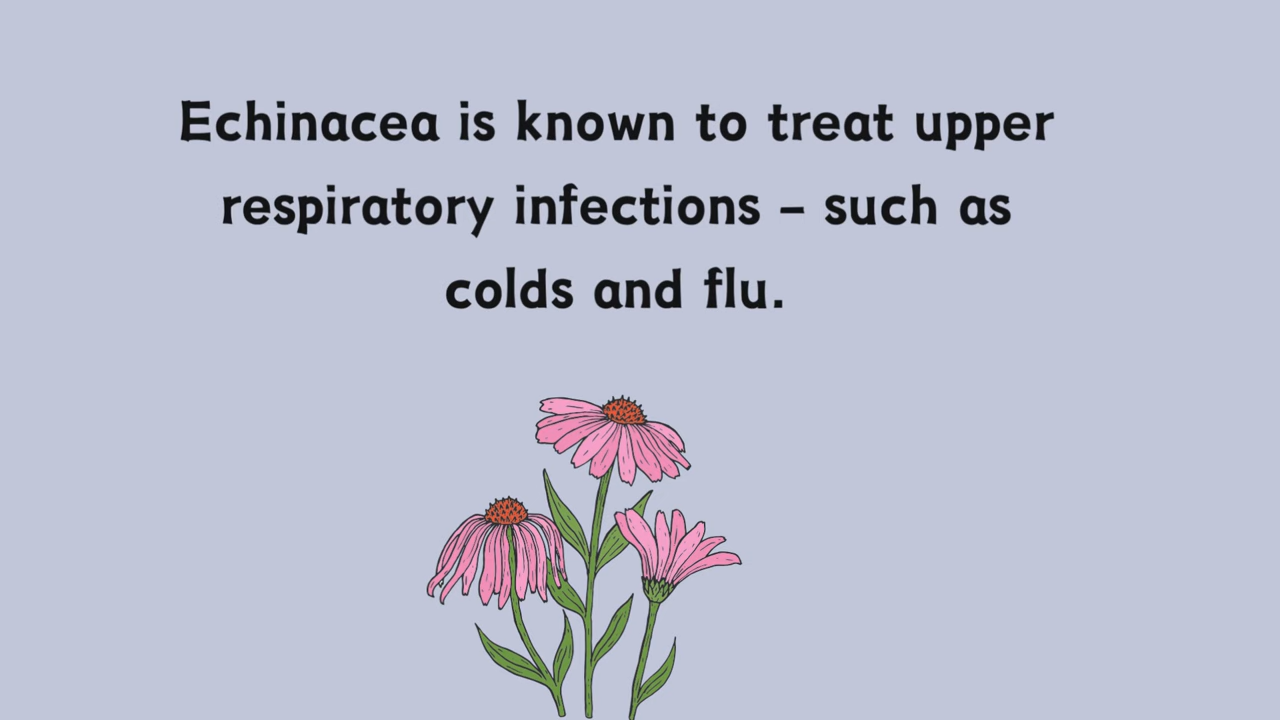 Echinacea is known to treat upper
respiratory infections – such as
colds and flu.